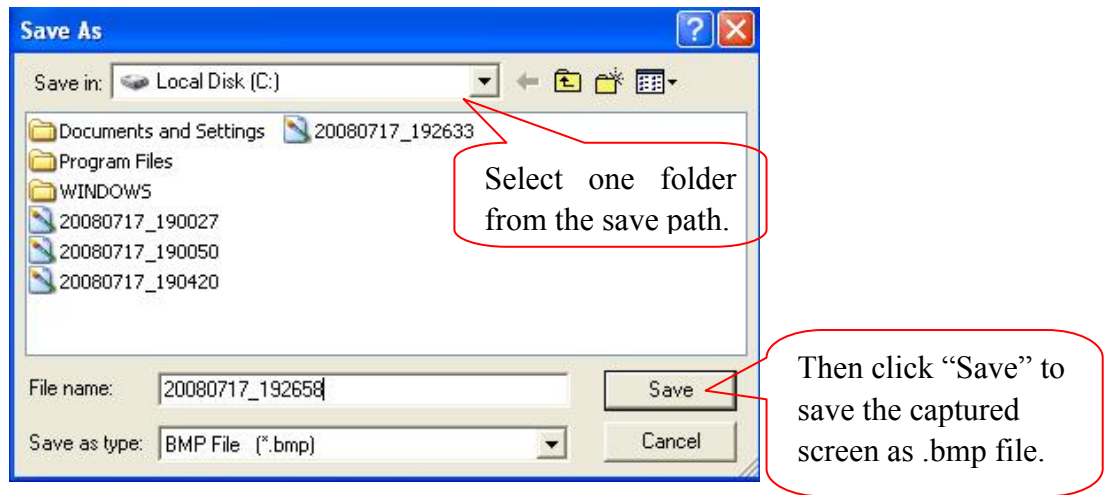 Save As
Save in: Local Disk (C:)
Documents and Settings 20080717_192633
Program Files
WINDOWS
20080717_190027
20080717_190050
20080717_190420
Select one folder
from the save path.
File name: 20080717_192658
Save
Save as type: BMP File (*.bmp)
Cancel
Then click “Save” to
save the captured
screen as .bmp file.